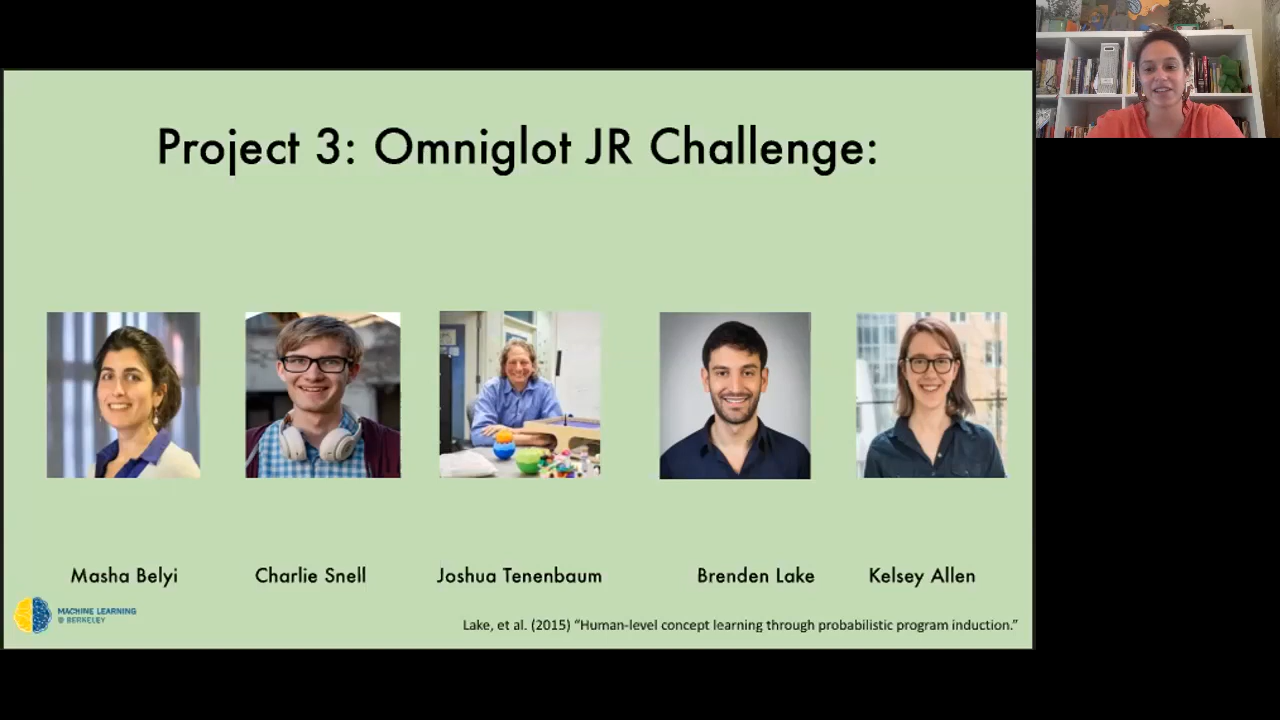 Project 3: Omniglot JR Challenge:
Masha Belyi
Charlie Snell
Joshua Tenenbaum
Brenden Lake
Kelsey Allen
MACHINE LEARNING
@ BERKELEY
Lake, et al. (2015) “Human-level concept learning through probabilistic program induction.”